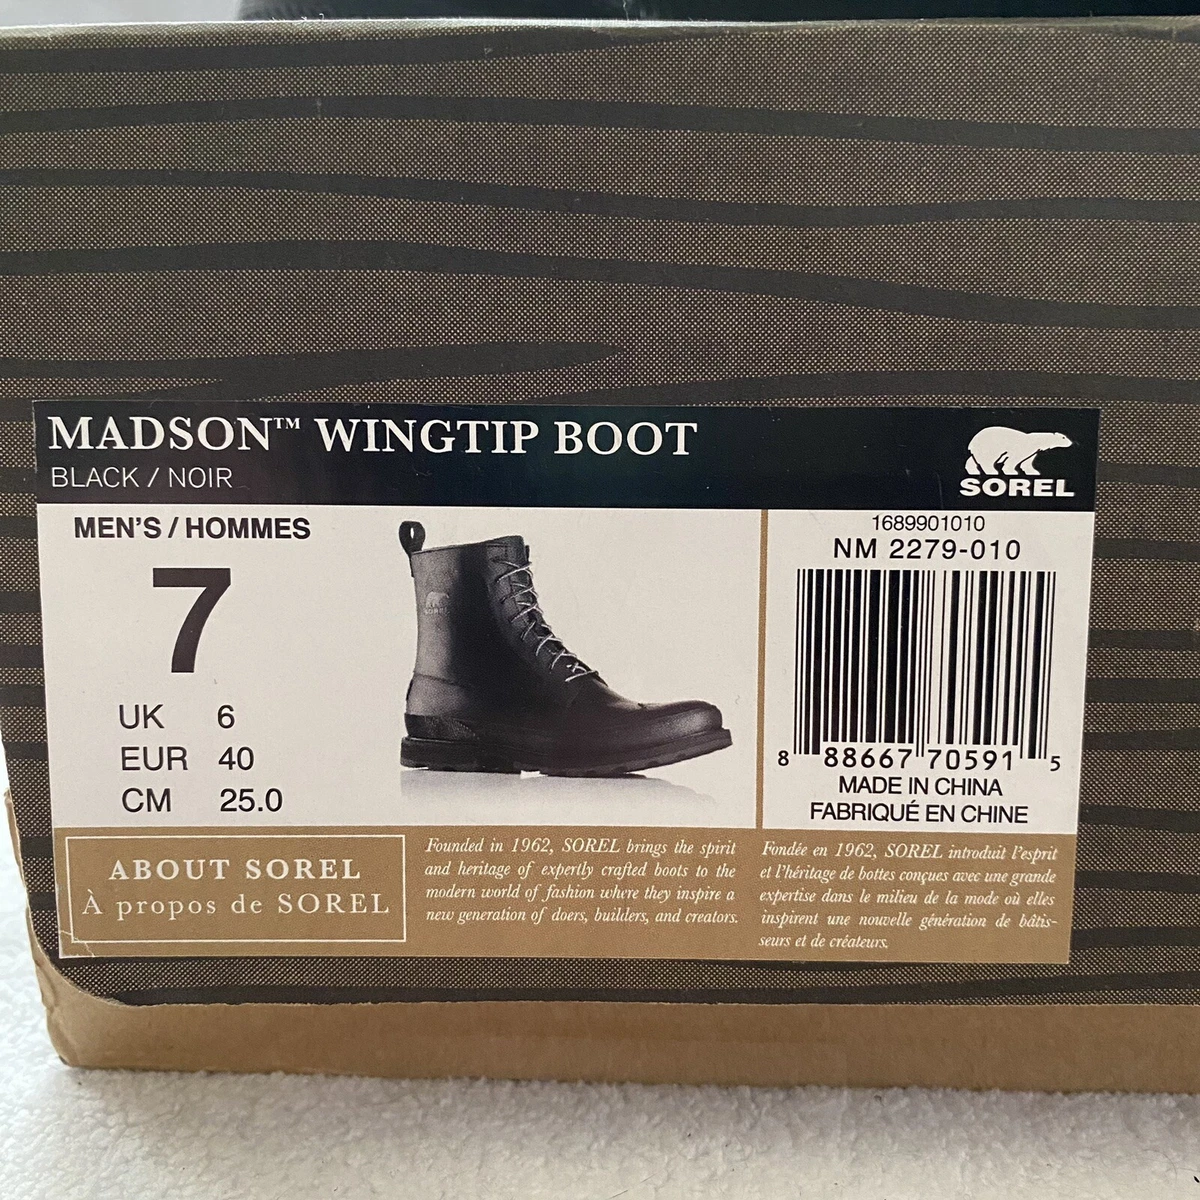 MADSON™ WINGTIP BOOT
BLACK / NOIR
SOREL
MEN'S / HOMMES
7
UK 6
EUR 40
CM 25.0
SOREL
1689901010
NM 2279-010
8 88667 70591 5
MADE IN CHINA
FABRIQUÉ EN CHINE
ABOUT SOREL
À propos de SOREL
Founded in 1962, SOREL brings the spirit
and heritage of expertly crafted boots to the
modern world of fashion where they inspire a
new generation of doers, builders, and creators.
Fondée en 1962, SOREL introduit l'esprit
et l'héritage de bottes conçues avec une grande
expertise dans le milieu de la mode où elles
inspirent une nouvelle génération de bâtis-
seurs et de créateurs.